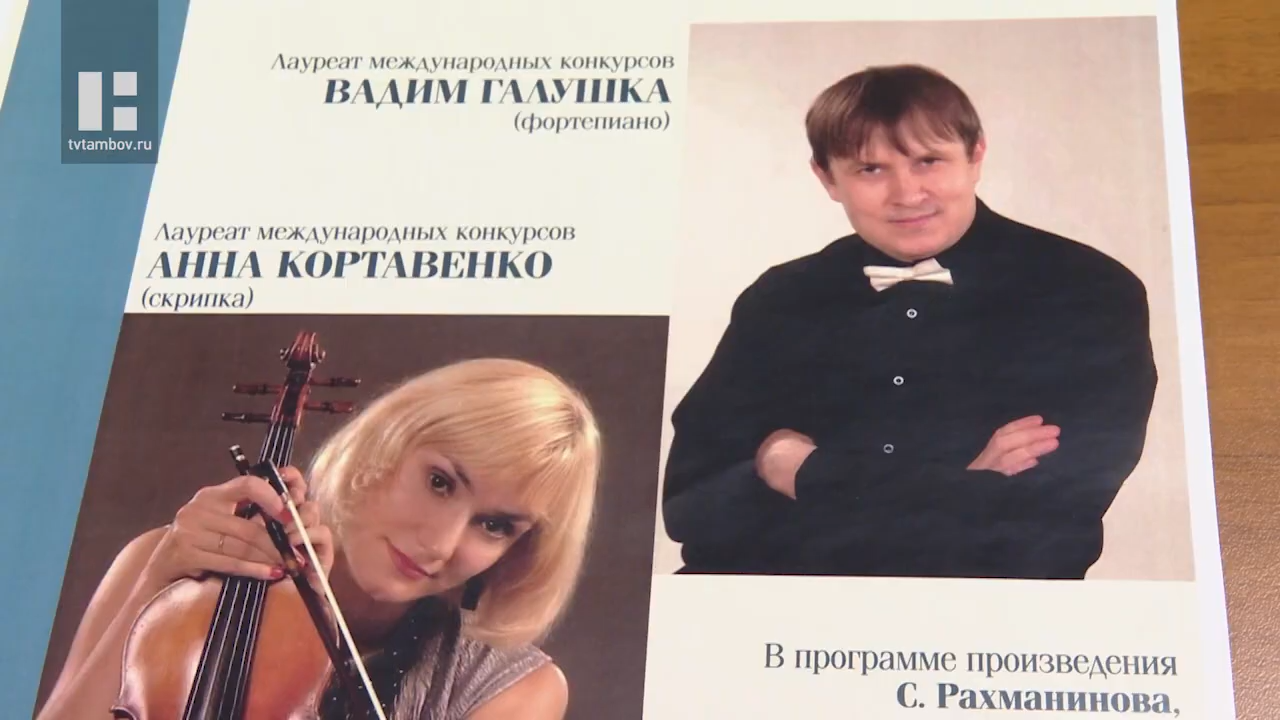 tvtambov.ru
Лауреат международных конкурсов
ВАДИМ ГАЛУШКА
(фортепиано)
Лауреат международных конкурсов
АННА КОРТАВЕНКО
(скрипка)
В программе произведения
С. Рахманинова,